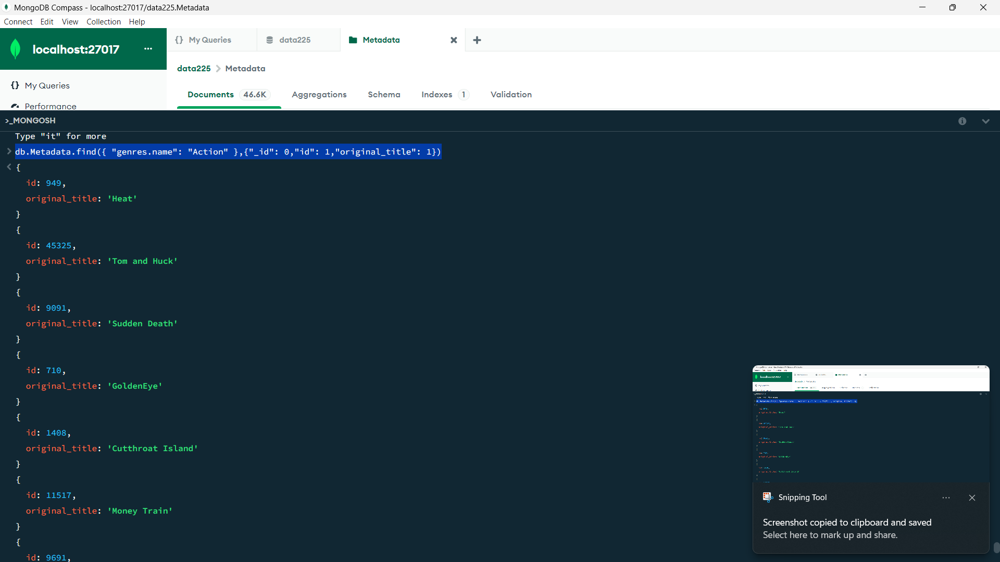 MongoDB Compass - localhost:27017/data225.Metadata
Connect Edit View Collection Help
localhost:27017 ...
{} My Queries
data225
Metadata
data225 > Metadata
{} My Queries
Performance
Documents 46.6K Aggregations Schema Indexes 1 Validation
>_MONGOSH
Type "it" for more
> db.Metadata.find({ "genres.name": "Action" },{"_id": 0,"id": 1,"original_title": 1})
< {
id: 949,
original_title: 'Heat'
}
{
id: 45325,
original_title: 'Tom and Huck'
}
{
id: 9091,
original_title: 'Sudden Death'
}
{
id: 710,
original_title: 'GoldenEye'
}
{
id: 1408,
original_title: 'Cutthroat Island'
}
{
id: 11517,
original_title: 'Money Train'
}
{
id: 9691,
Snipping Tool ...
Screenshot copied to clipboard and saved
Select here to mark up and share.